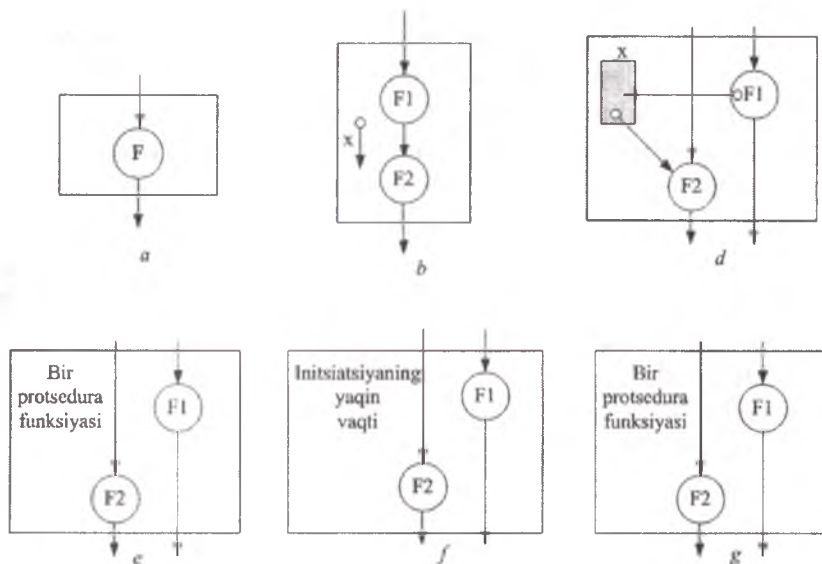 F
a
F1
x
F2
b
x
F1
F2
d
Bir
protsedura
funksiyasi
F1
F2
e
Initsiatsiyaning
yaqin
vaqti
F1
F2
f
Bir
protsedura
funksiyasi
F1
F2
g